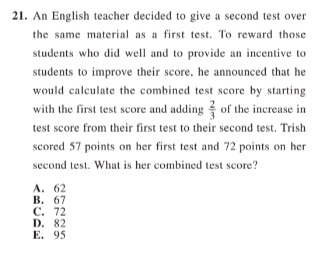 21. An English teacher decided to give a second test over
the same material as a first test. To reward those
students who did well and to provide an incentive to
students to improve their score, he announced that he
would calculate the combined test score by starting
with the first test score and adding 2/3 of the increase in
test score from their first test to their second test. Trish
scored 57 points on her first test and 72 points on her
second test. What is her combined test score?
A. 62
B. 67
C. 72
D. 82
E. 95